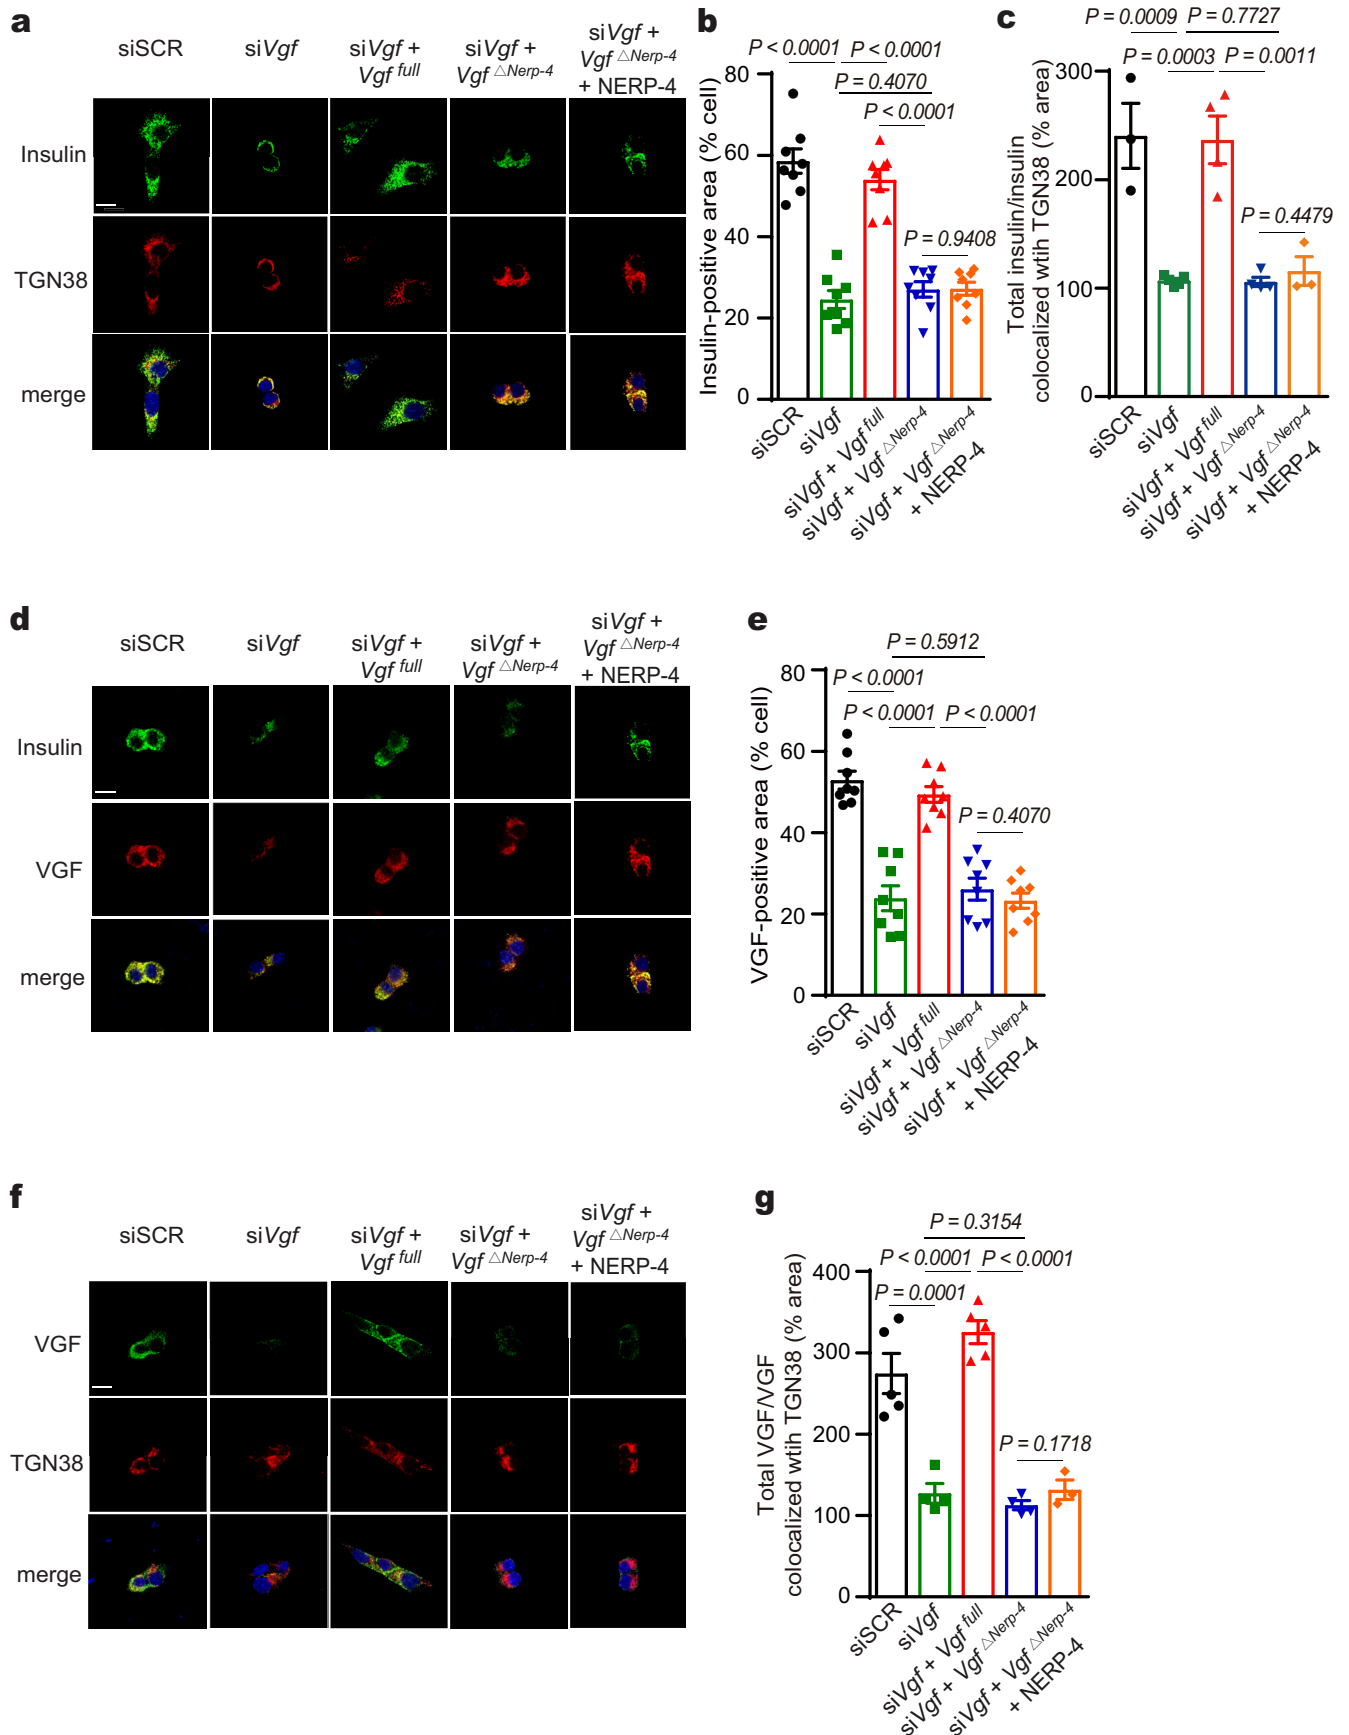 a
siSCR
siVgf
siVgf +
Vgf full
siVgf +
Vgf △Nerp-4
siVgf +
Vgf △Nerp-4
+ NERP-4
Insulin
TGN38
merge
b
P < 0.0001
P < 0.0001
P = 0.4070
P < 0.0001
P = 0.9408
Insulin-positive area (% cell)
80
60
40
20
0
siSCR
siVgf
siVgf + Vgf full
siVgf + Vgf △Nerp-4
siVgf + Vgf △Nerp-4
+ NERP-4
c
P = 0.0009
P = 0.7727
P = 0.0003
P = 0.0011
P = 0.4479
Total insulin/insulin
colocalized wtih TGN38 (% area)
300
200
100
0
siSCR
siVgf
siVgf + Vgf full
siVgf + Vgf △Nerp-4
siVgf + Vgf △Nerp-4
+ NERP-4
d
siSCR
siVgf
siVgf +
Vgf full
siVgf +
Vgf △Nerp-4
siVgf +
Vgf △Nerp-4
+ NERP-4
Insulin
VGF
merge
e
P = 0.5912
P < 0.0001
P < 0.0001
P < 0.0001
P = 0.4070
VGF-positive area (% cell)
80
60
40
20
0
siSCR
siVgf
siVgf + Vgf full
siVgf + Vgf △Nerp-4
siVgf + Vgf △Nerp-4
+ NERP-4
f
siSCR
siVgf
siVgf +
Vgf full
siVgf +
Vgf △Nerp-4
siVgf +
Vgf △Nerp-4
+ NERP-4
VGF
TGN38
merge
g
P = 0.3154
P < 0.0001
P < 0.0001
P = 0.0001
P = 0.1718
Total VGF/VGF
colocalized wtih TGN38 (% area)
400
300
200
100
0
siSCR
siVgf
siVgf + Vgf full
siVgf + Vgf △Nerp-4
siVgf + Vgf △Nerp-4
+ NERP-4